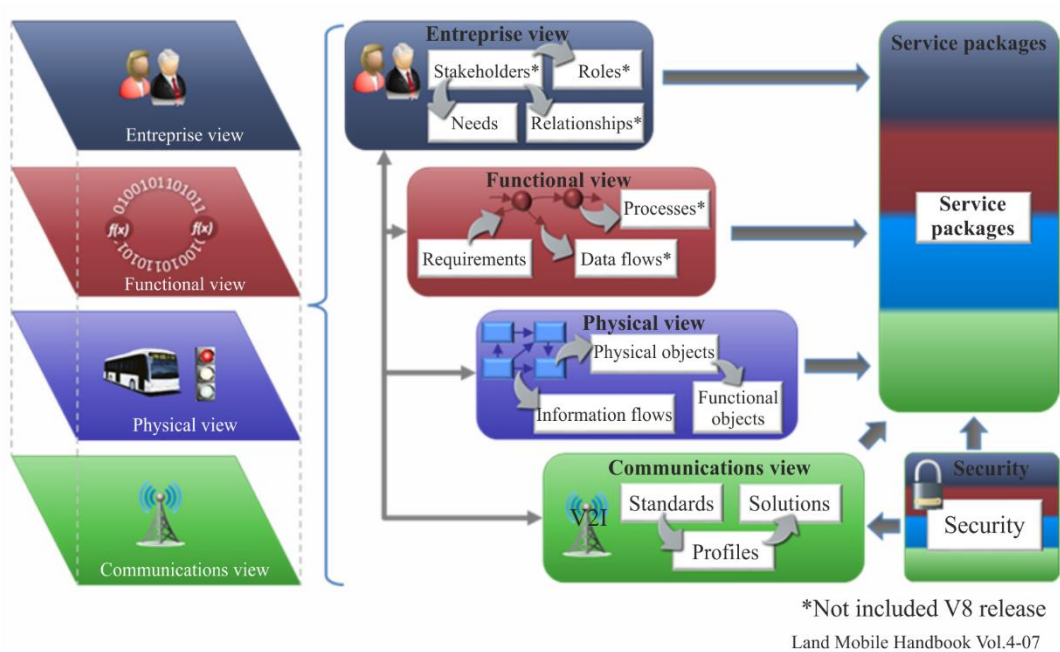 Entreprise view
Functional view
Physical view
Communications view
0100101101011
f(x)
f(x)
Entreprise view
Stakeholders*
Roles*
Needs
Relationships*
Functional view
Processes*
Requirements
Data flows*
Physical view
Physical objects
Information flows
Functional
objects
Communications view
V2I
Standards
Solutions
Profiles
Service packages
Service
packages
Security
Security
*Not included V8 release
Land Mobile Handbook Vol.4-07